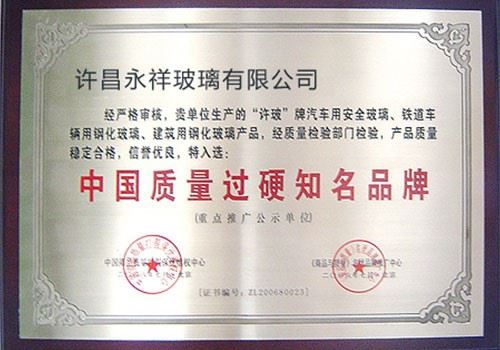 许昌永祥玻璃有限公司
经严格审核，贵单位生产的“许玻”牌汽车用安全玻璃、铁道车
辆用钢化玻璃、建筑用钢化玻璃产品，经质量检验部门检验，产品质量
稳定合格，信誉优良，特入选：
中国质量过硬知名品牌
(重点推广公示单位)
[证书编号：ZL200680023]